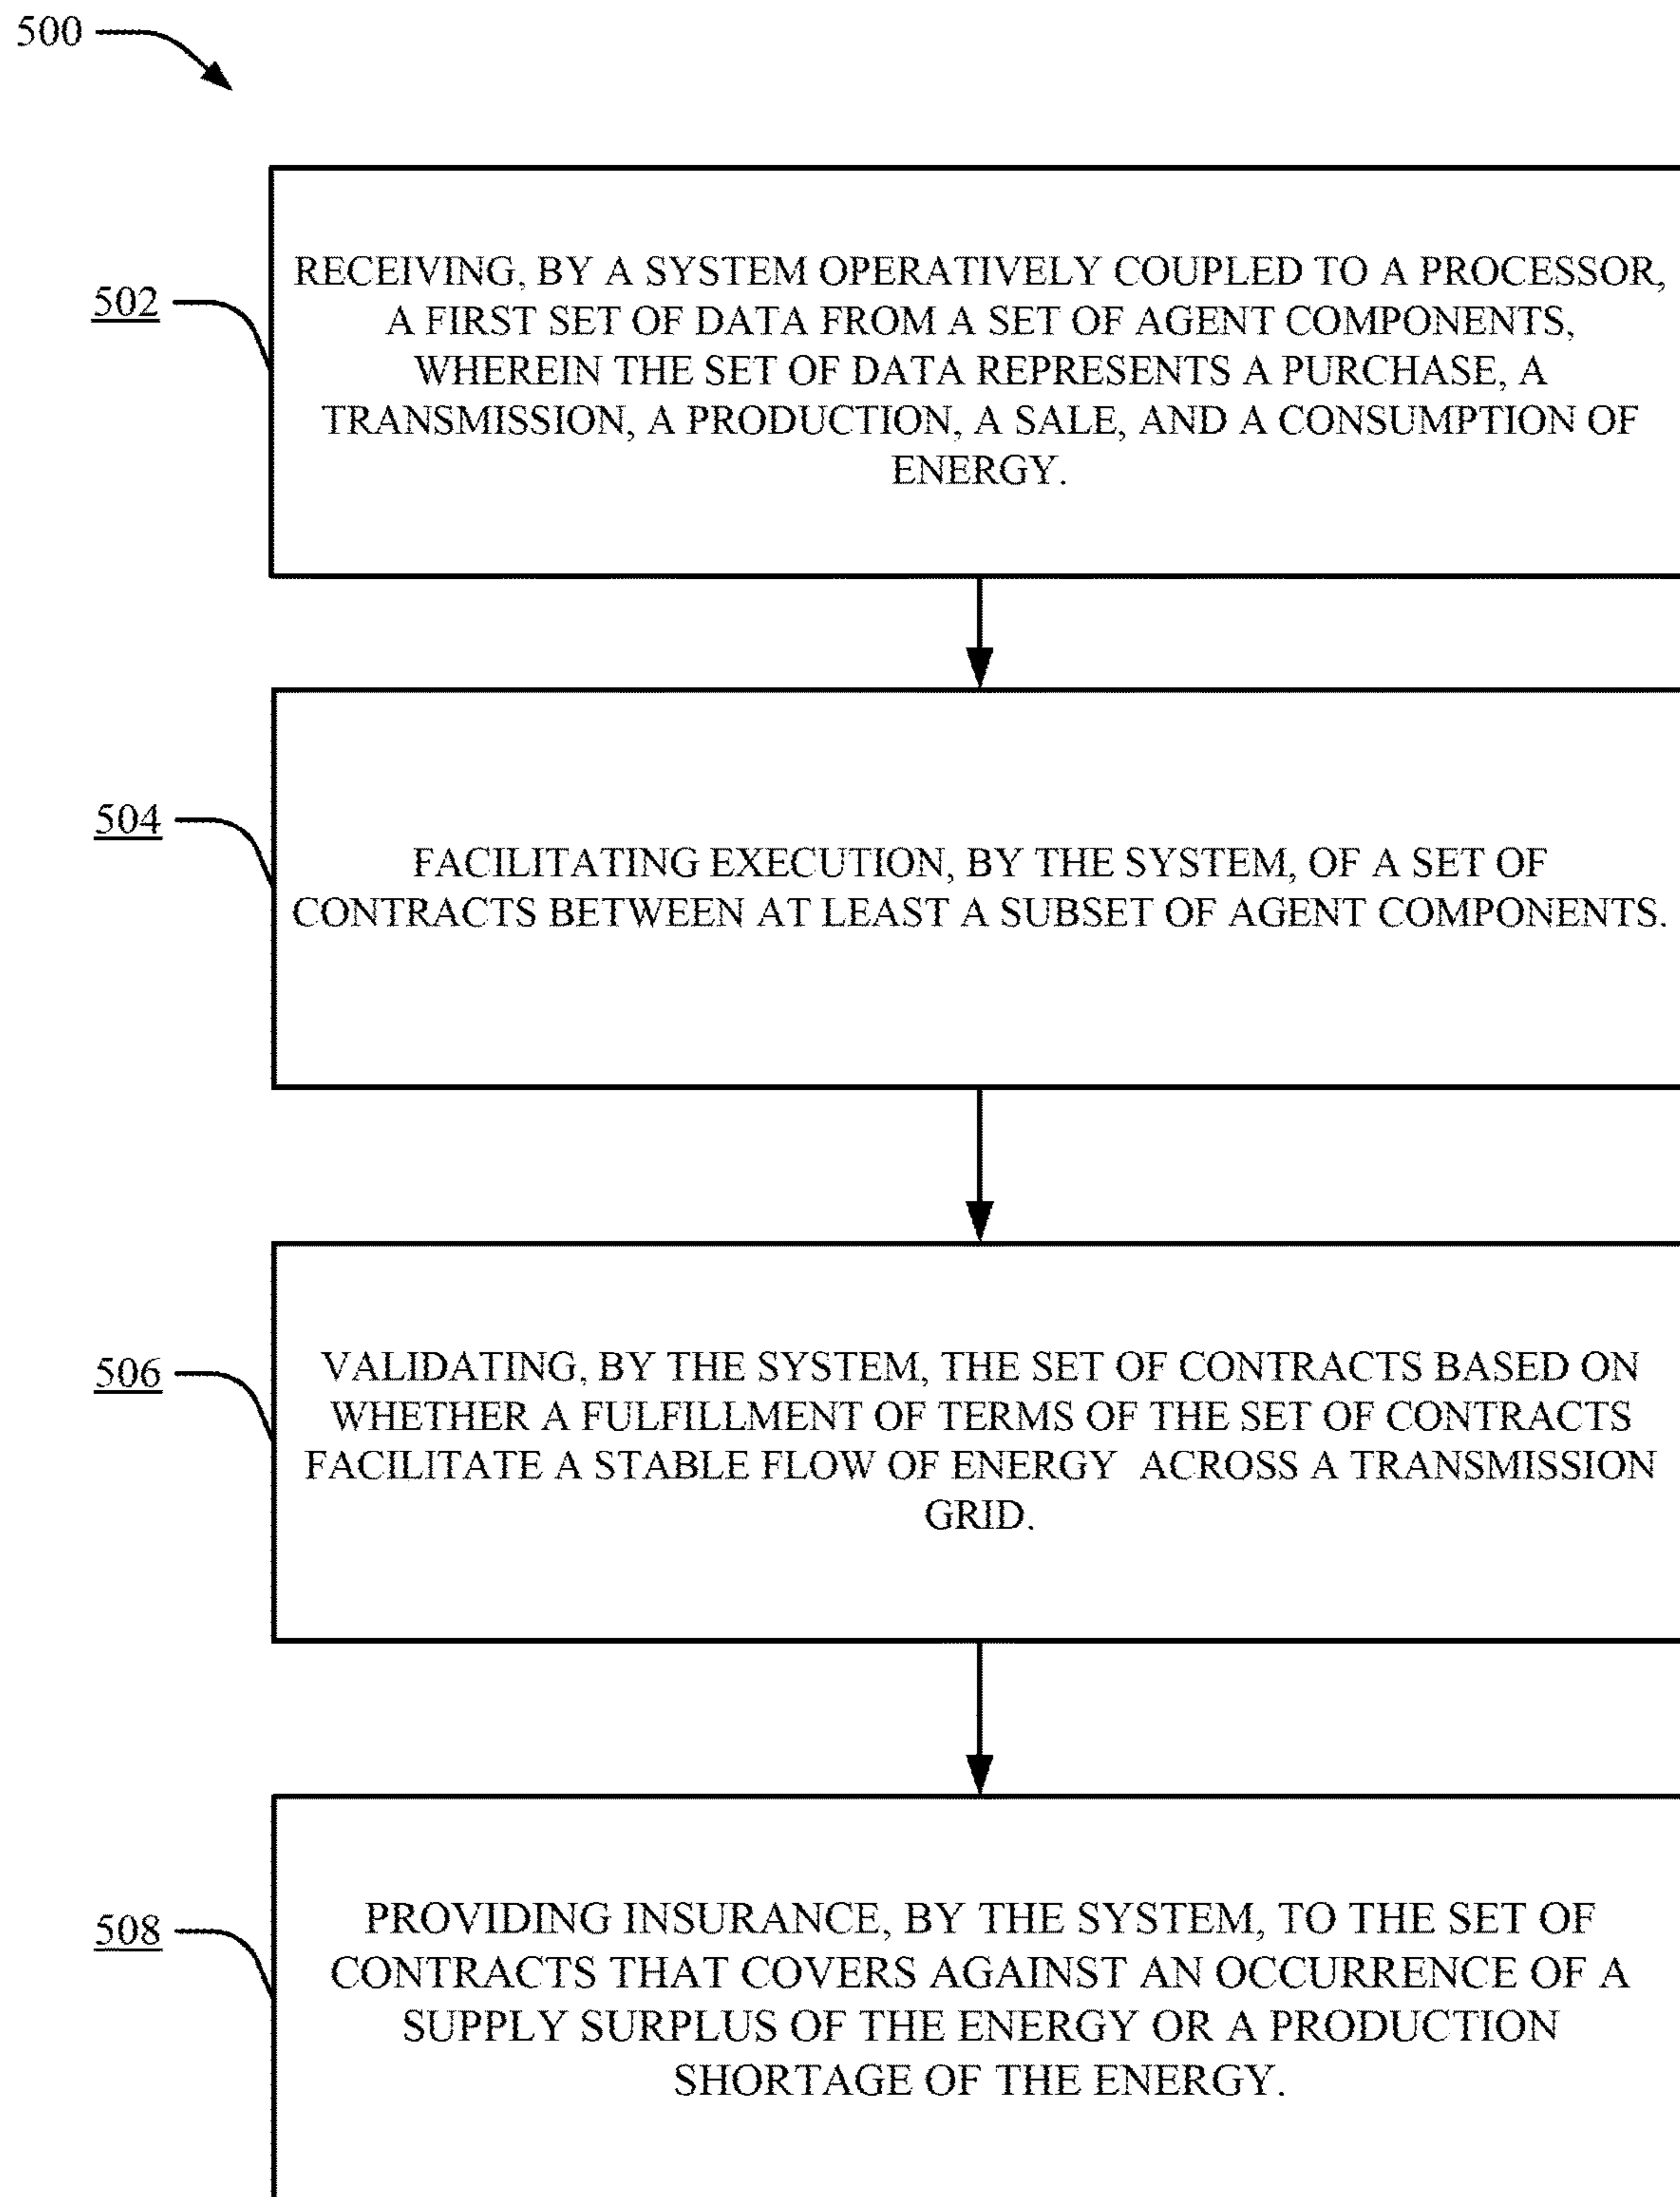 500
502
RECEIVING, BY A SYSTEM OPERATIVELY COUPLED TO A PROCESSOR,
A FIRST SET OF DATA FROM A SET OF AGENT COMPONENTS,
WHEREIN THE SET OF DATA REPRESENTS A PURCHASE, A
TRANSMISSION, A PRODUCTION, A SALE, AND A CONSUMPTION OF
ENERGY.
504
FACILITATING EXECUTION, BY THE SYSTEM, OF A SET OF
CONTRACTS BETWEEN AT LEAST A SUBSET OF AGENT COMPONENTS.
506
VALIDATING, BY THE SYSTEM, THE SET OF CONTRACTS BASED ON
WHETHER A FULFILLMENT OF TERMS OF THE SET OF CONTRACTS
FACILITATE A STABLE FLOW OF ENERGY ACROSS A TRANSMISSION
GRID.
508
PROVIDING INSURANCE, BY THE SYSTEM, TO THE SET OF
CONTRACTS THAT COVERS AGAINST AN OCCURRENCE OF A
SUPPLY SURPLUS OF THE ENERGY OR A PRODUCTION
SHORTAGE OF THE ENERGY.